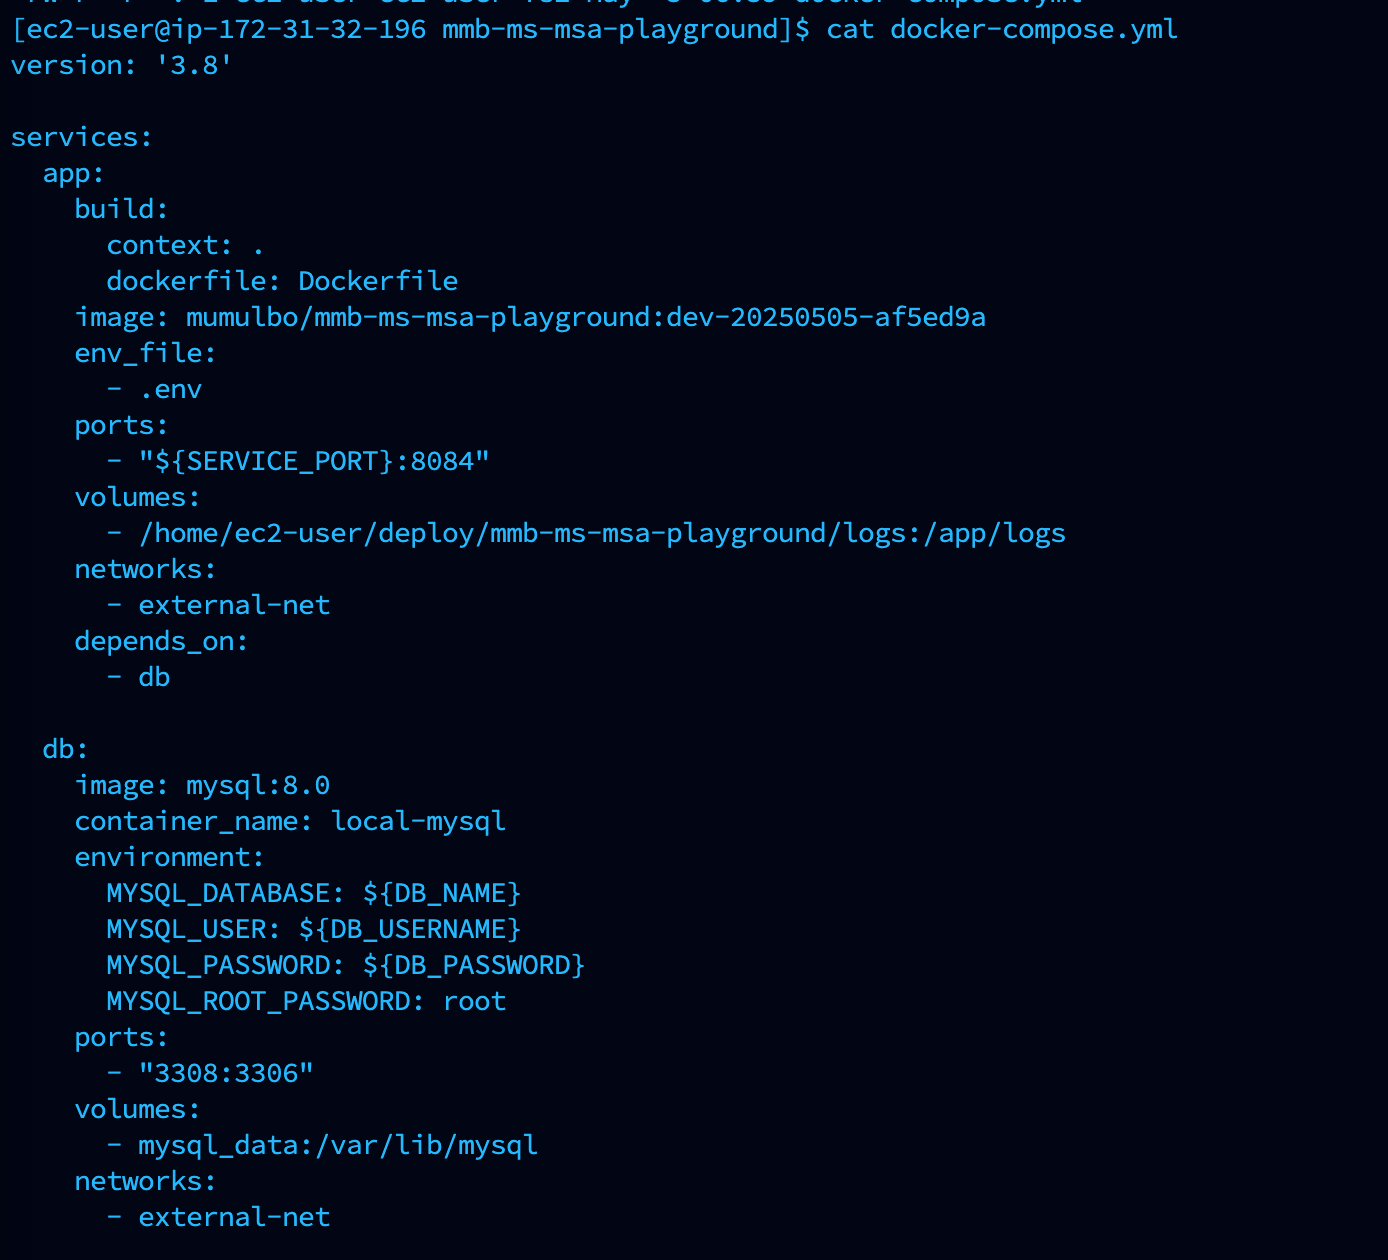 [ec2-user@ip-172-31-32-196 mmb-ms-msa-playground]$ cat docker-compose.yml
version: '3.8'

services:
  app:
    build:
      context: .
      dockerfile: Dockerfile
    image: mumulbo/mmb-ms-msa-playground:dev-20250505-af5ed9a
    env_file:
      - .env
    ports:
      - "${SERVICE_PORT}:8084"
    volumes:
      - /home/ec2-user/deploy/mmb-ms-msa-playground/logs:/app/logs
    networks:
      - external-net
    depends_on:
      - db

  db:
    image: mysql:8.0
    container_name: local-mysql
    environment:
      MYSQL_DATABASE: ${DB_NAME}
      MYSQL_USER: ${DB_USERNAME}
      MYSQL_PASSWORD: ${DB_PASSWORD}
      MYSQL_ROOT_PASSWORD: root
    ports:
      - "3308:3306"
    volumes:
      - mysql_data:/var/lib/mysql
    networks:
      - external-net